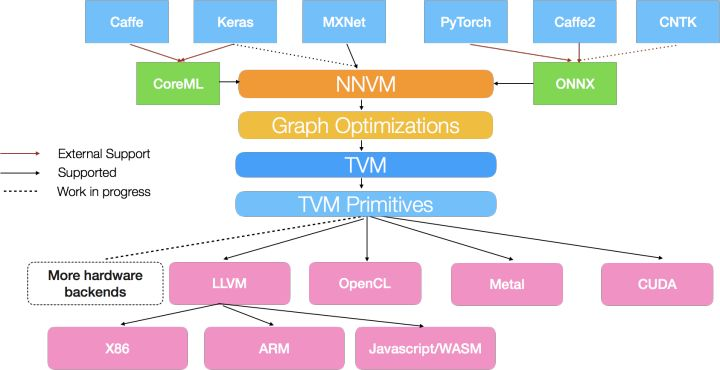 Caffe
Keras
MXNet
PyTorch
Caffe2
CNTK
CoreML
NNVM
ONNX
Graph Optimizations
External Support
Supported
Work in progress
TVM
TVM Primitives
More hardware
backends
LLVM
OpenCL
Metal
CUDA
X86
ARM
Javascript/WASM